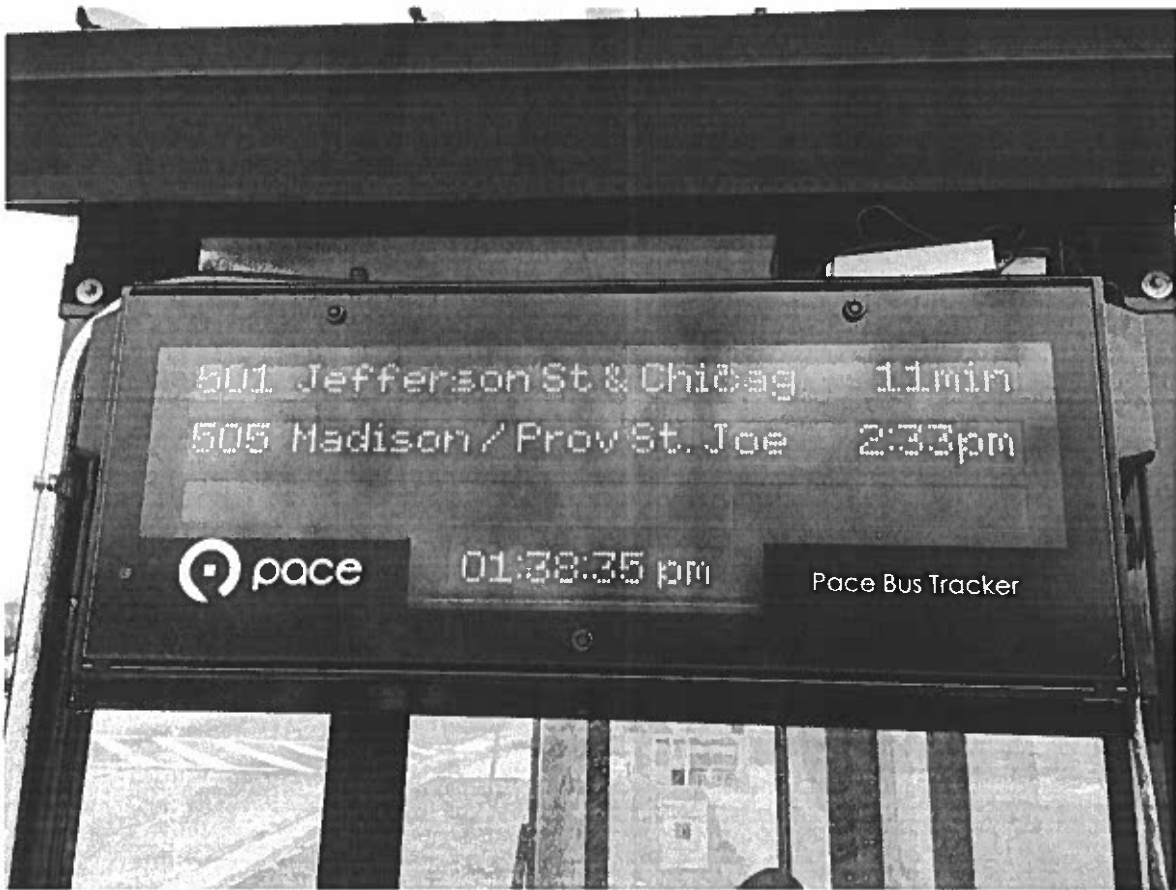 501 Jefferson St & Chicag 11min
505 Madison / Prov St. Joe 2:33pm
pace 01:38:35 pm Pace Bus Tracker